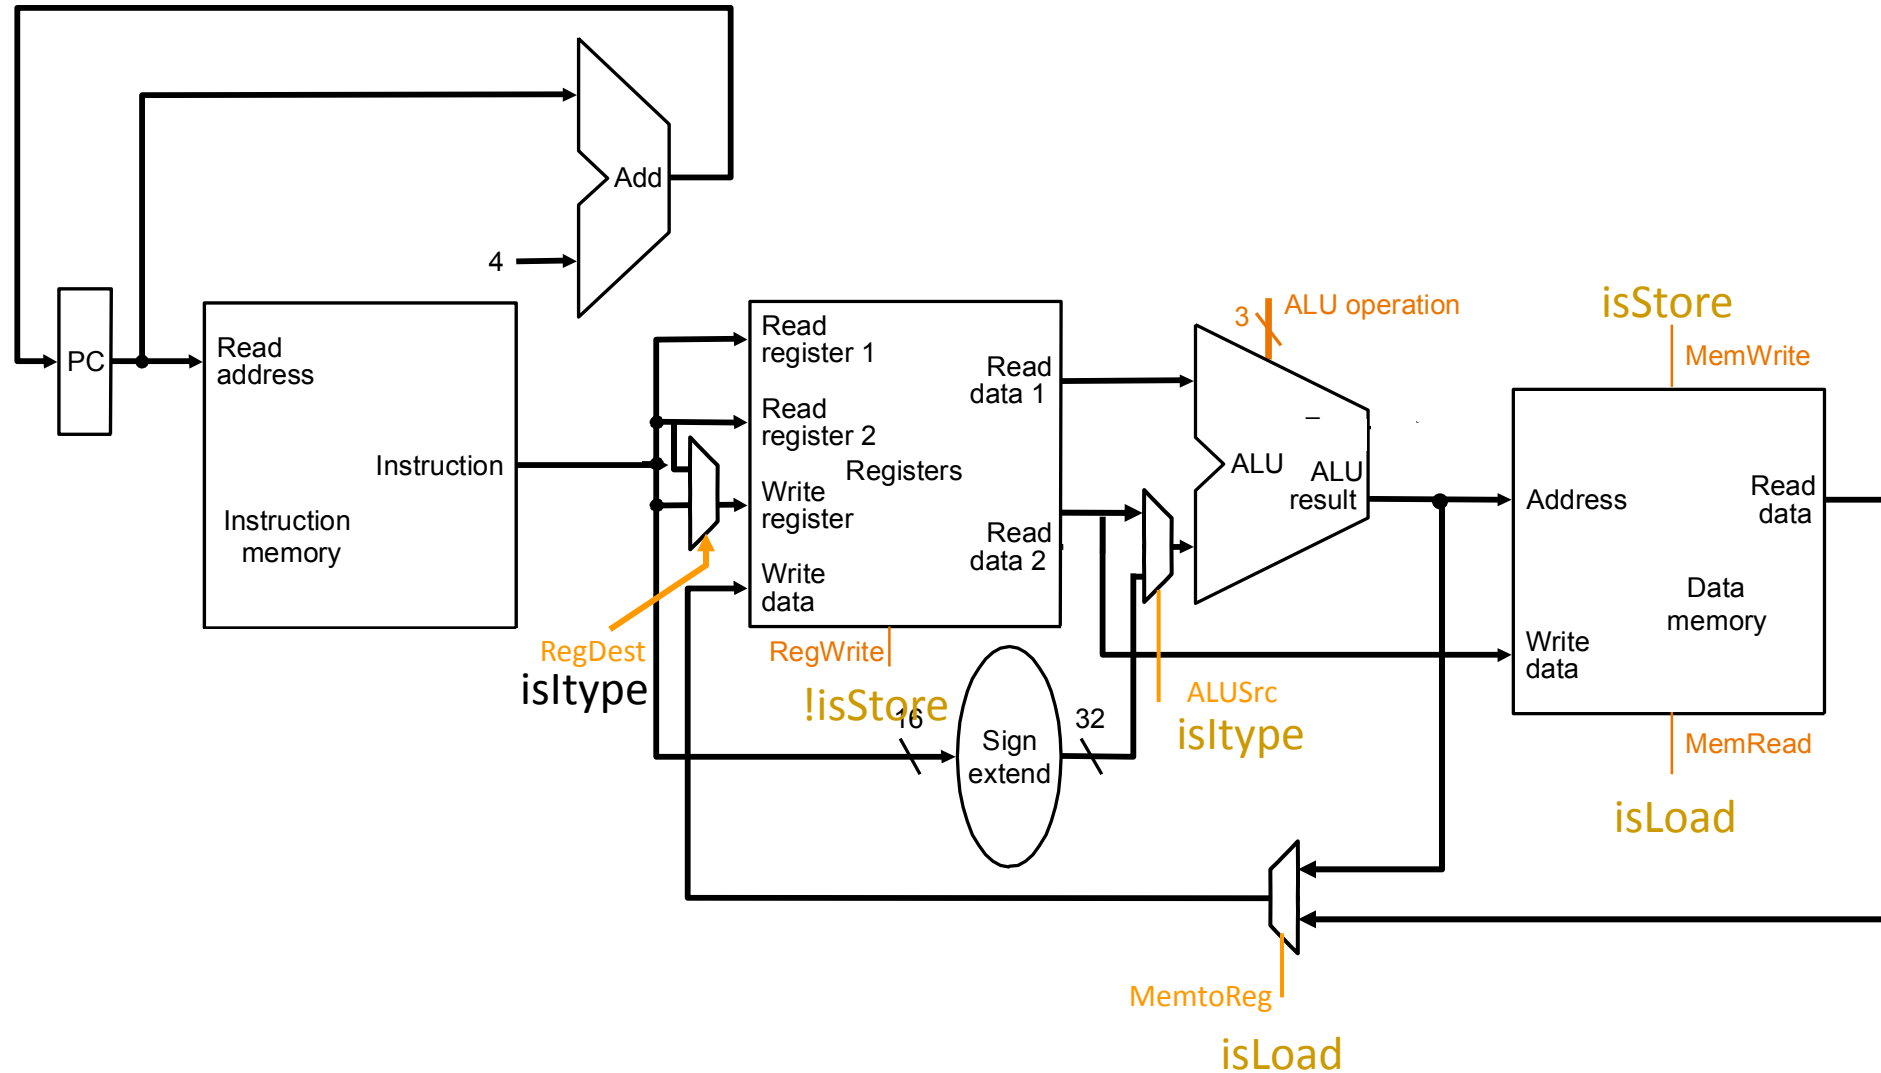 Add
4
PC
Read
address
Instruction
Instruction
memory
Read
register 1
Read
register 2
Write
register
Write
data
Registers
Read
data 1
Read
data 2
RegDest
isItype
RegWrite
!isStore
16
Sign
extend
32
3
ALU operation
ALU
ALU
result
ALUSrc
isItype
isStore
MemWrite
Address
Read
data
Data
memory
Write
data
MemRead
isLoad
MemtoReg
isLoad